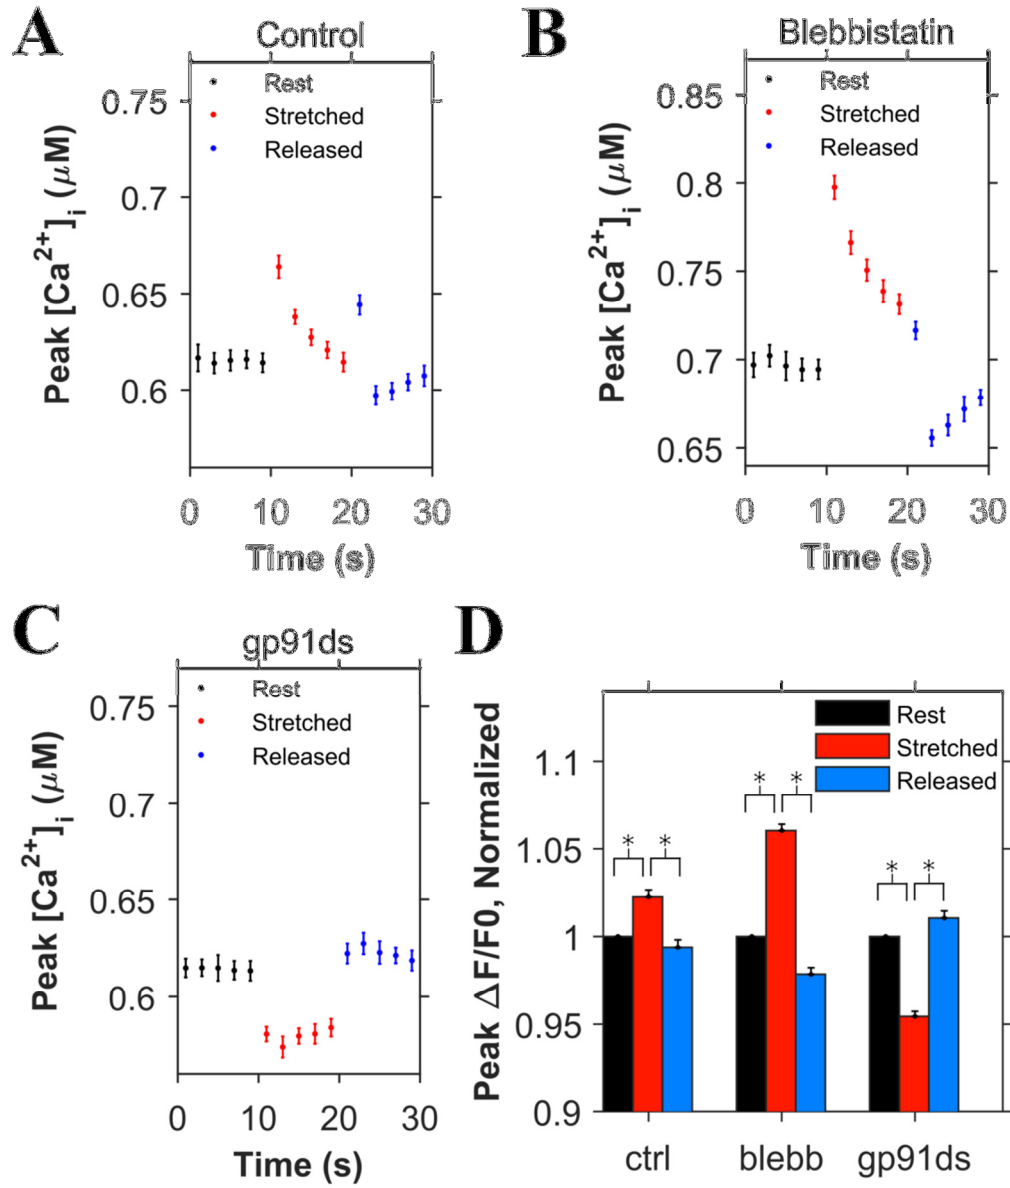 A
Control
Rest
Stretched
Released
0.75
0.7
0.65
0.6
Peak [Ca2+]i (μM)
0 10 20 30
Time (s)
B
Blebbistatin
Rest
Stretched
Released
0.85
0.8
0.75
0.7
0.65
Peak [Ca2+]i (μM)
0 10 20 30
Time (s)
C
gp91ds
Rest
Stretched
Released
0.75
0.7
0.65
0.6
Peak [Ca2+]i (μM)
0 10 20 30
Time (s)
D
Rest
Stretched
Released
1.1
1.05
1
0.95
0.9
Peak ΔF/F0, Normalized
* *
* *
* *
ctrl blebb gp91ds